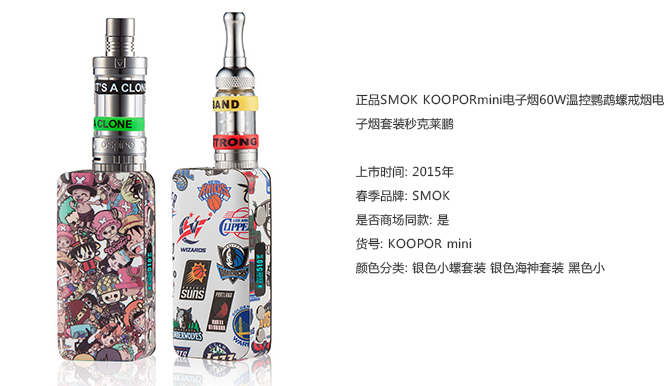 IT'S A CLONE
A CLONE
BAND
STRONG
WIZARDS
CLIPPERS
SUNS
PORTLAND
正品SMOK KOOPORmini电子烟60W温控鹦鹉螺戒烟电
子烟套装秒克莱鹏
上市时间: 2015年
春季品牌: SMOK
是否商场同款: 是
货号: KOOPOR mini
颜色分类: 银色小螺套装 银色海神套装 黑色小